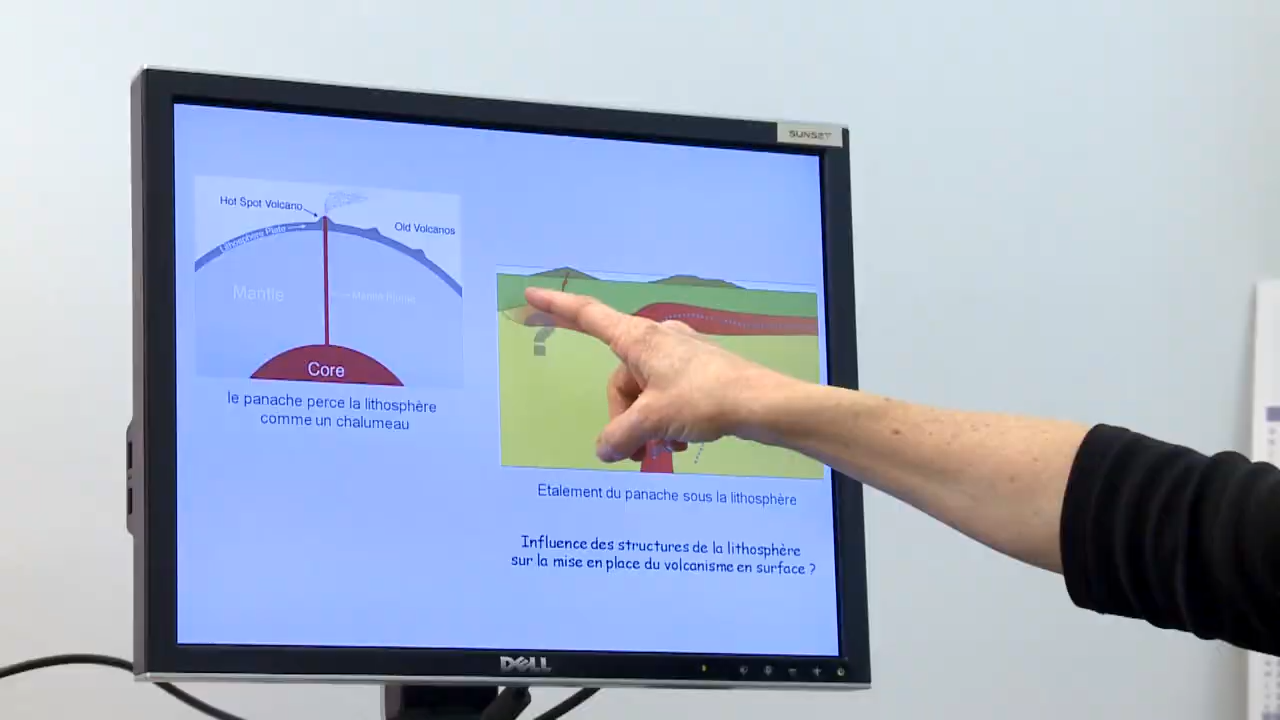 SUNSET
Hot Spot Volcano
Old Volcanos
Lithosphere Plate
Mantle
Mantle Plume
Core
le panache perce la lithosphère
comme un chalumeau
?
Etalement du panache sous la lithosphère
Influence des structures de la lithosphère
sur la mise en place du volcanisme en surface ?
DELL